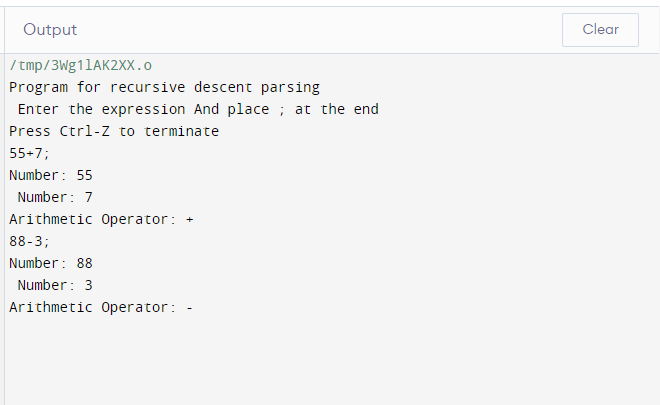 Output
Clear
/tmp/3Wg1lAK2XX.o
Program for recursive descent parsing
Enter the expression And place ; at the end
Press Ctrl-Z to terminate
55+7;
Number: 55
Number: 7
Arithmetic Operator: +
88-3;
Number: 88
Number: 3
Arithmetic Operator: -